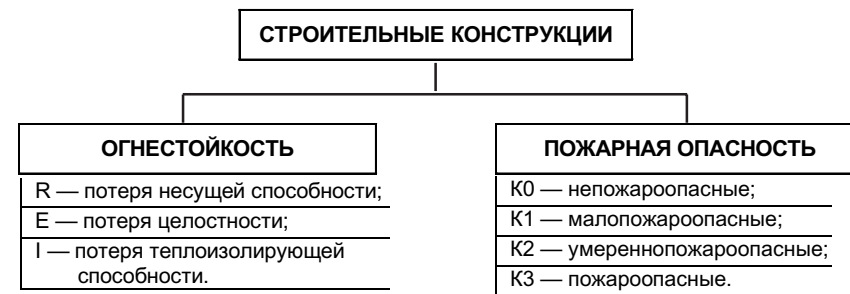 СТРОИТЕЛЬНЫЕ КОНСТРУКЦИИ
ОГНЕСТОЙКОСТЬ
R — потеря несущей способности;
E — потеря целостности;
I — потеря теплоизолирующей
способности.
ПОЖАРНАЯ ОПАСНОСТЬ
К0 — непожароопасные;
К1 — малопожароопасные;
К2 — умереннопожароопасные;
К3 — пожароопасные.